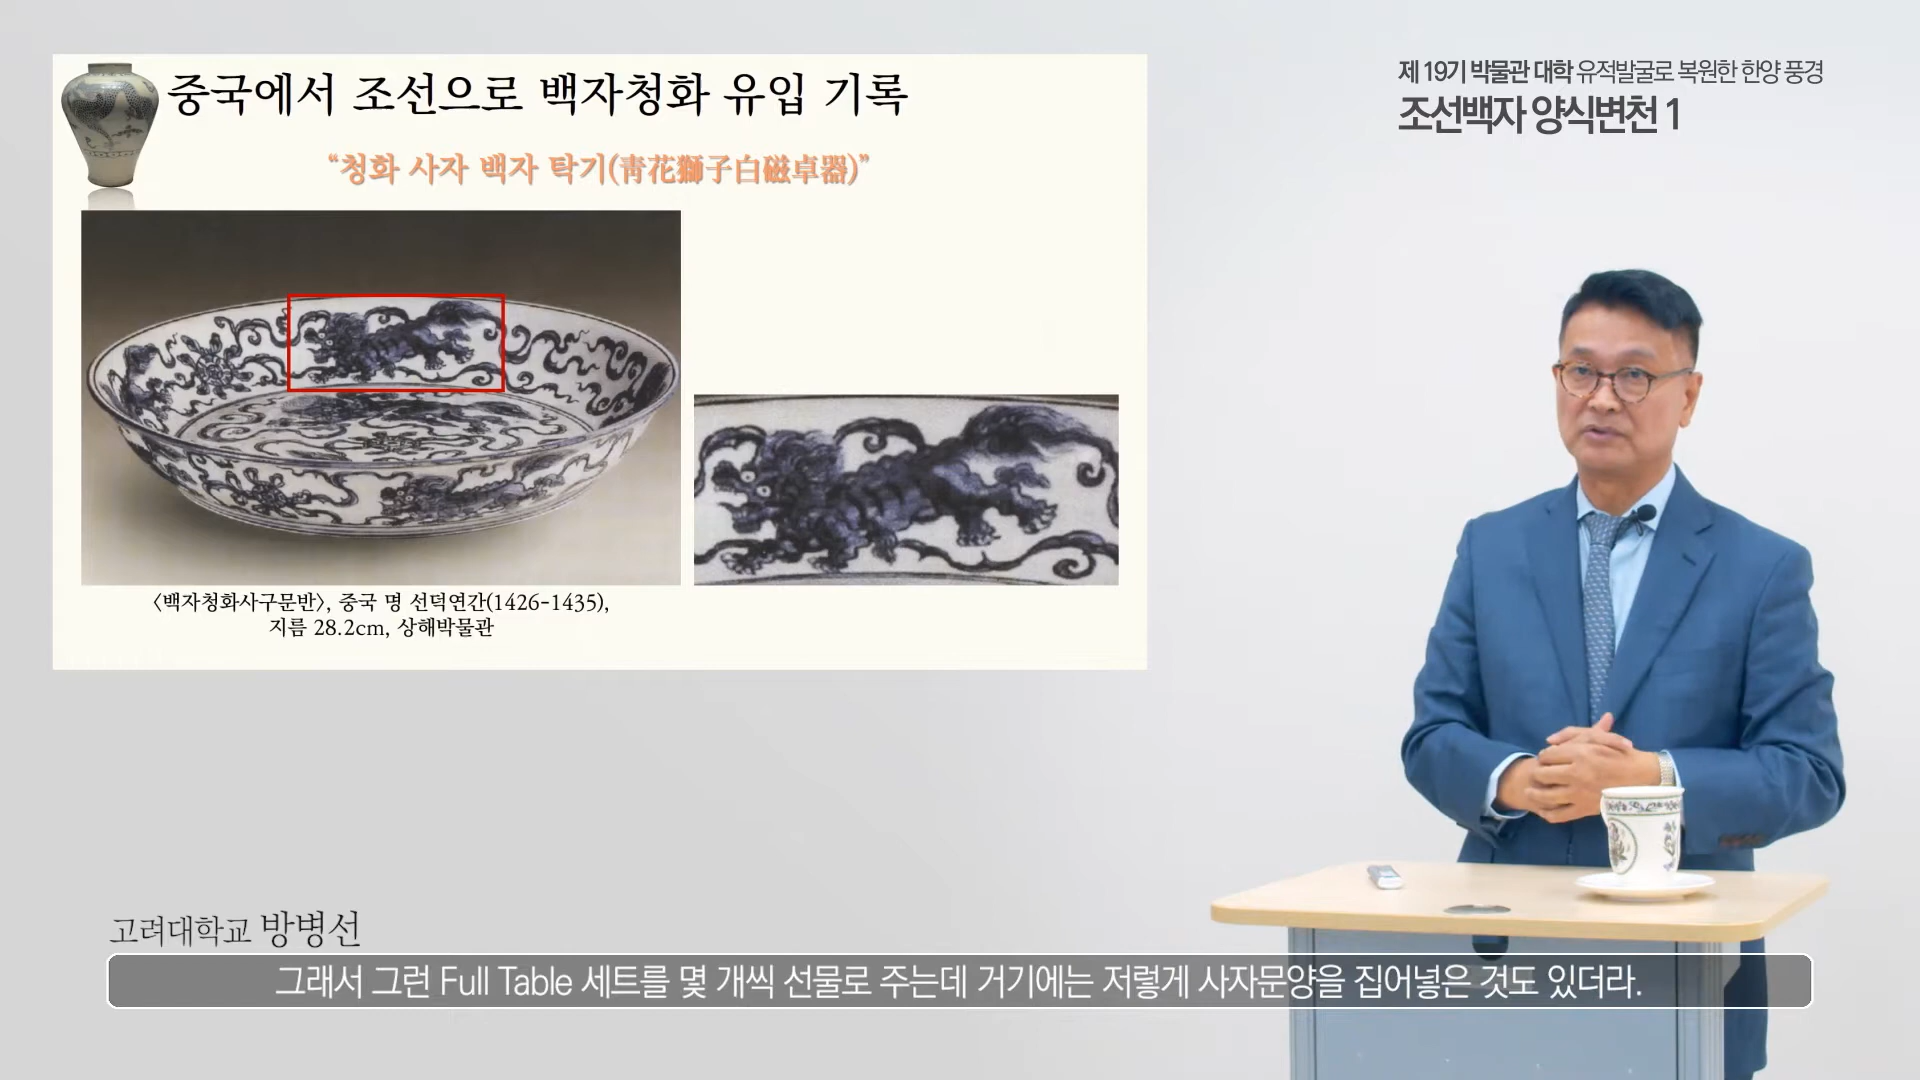 중국에서 조선으로 백자청화 유입 기록
“청화 사자 백자 탁기(靑花獅子白磁卓器)”
〈백자청화사구문반〉, 중국 명 선덕연간(1426-1435),
지름 28.2cm, 상해박물관
제 19기 박물관 대학 유적발굴로 복원한 한양 풍경
조선백자 양식변천 1
고려대학교 방병선
그래서 그런 Full Table 세트를 몇 개씩 선물로 주는데 거기에는 저렇게 사자문양을 집어넣은 것도 있더라.